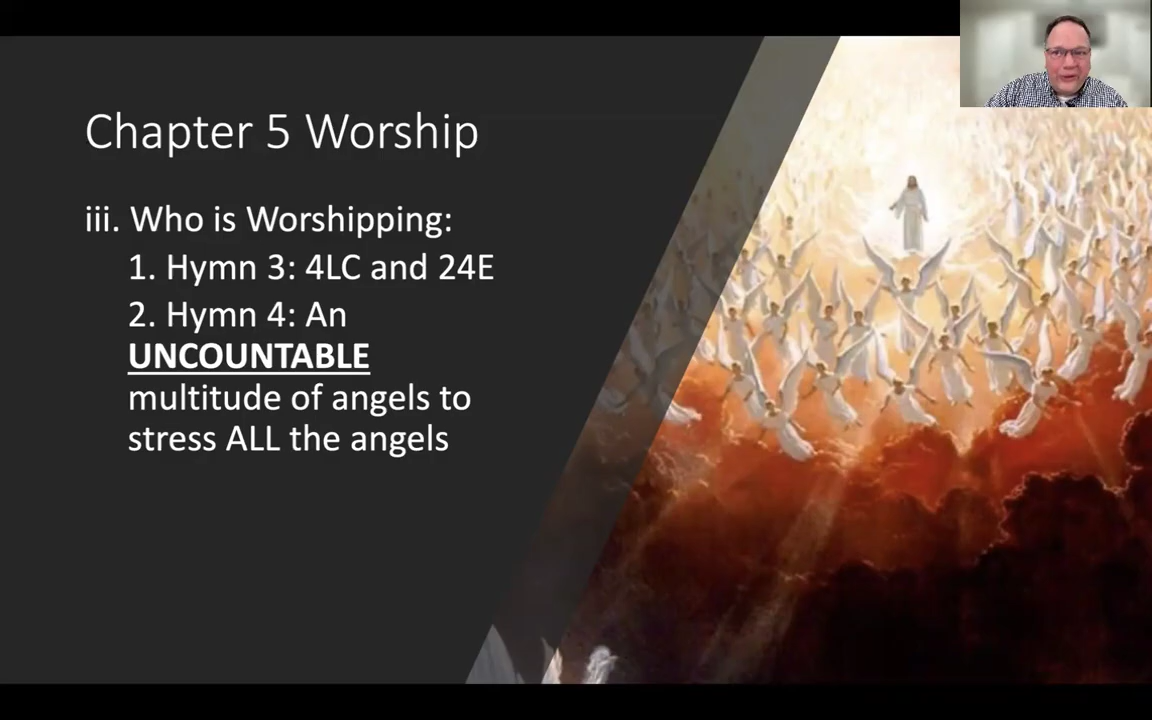 Chapter 5 Worship
iii. Who is Worshipping:
1. Hymn 3: 4LC and 24E
2. Hymn 4: An
UNCOUNTABLE
multitude of angels to
stress ALL the angels